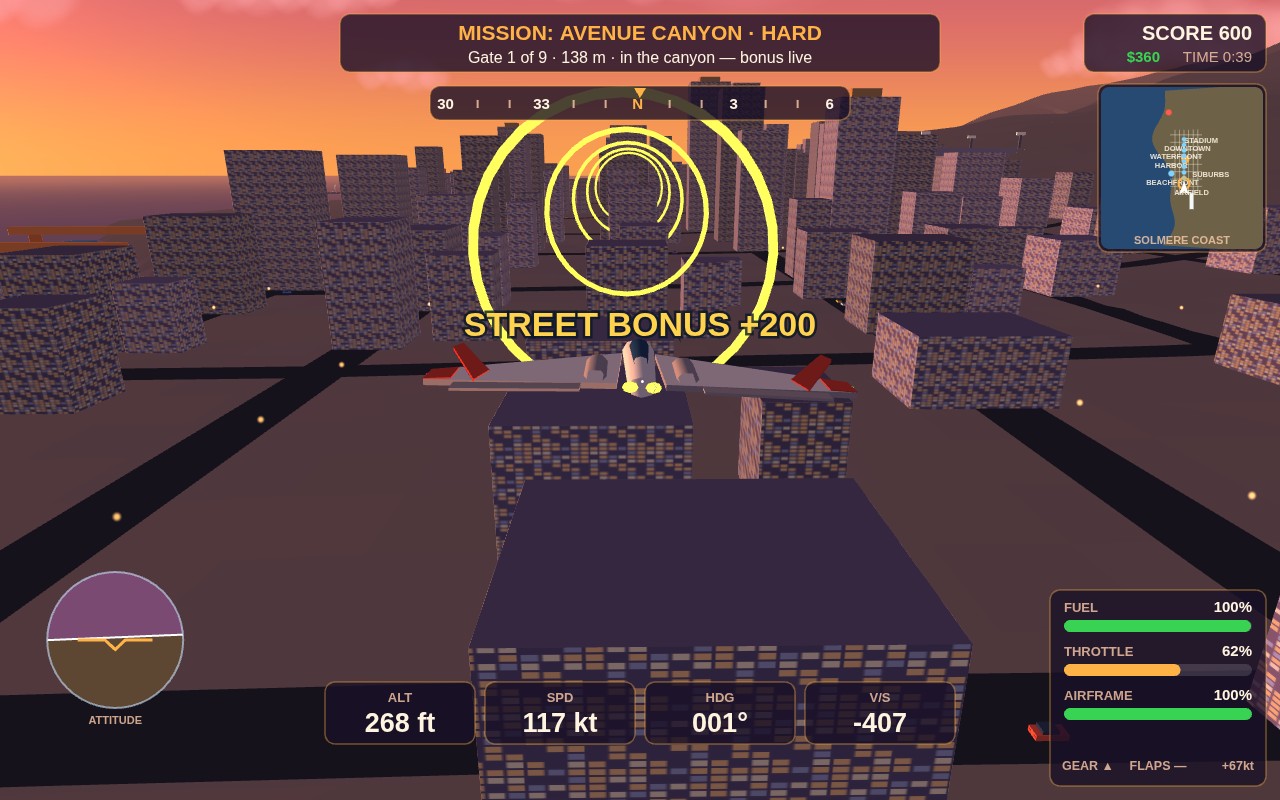 MISSION: AVENUE CANYON · HARD
Gate 1 of 9 · 138 m · in the canyon — bonus live
SCORE 600
$360 TIME 0:39
30 33 N 3 6
STADIUM
DOWNTOWN
WATERFRONT
HARBOR
SUBURBS
BEACHFRONT
AIRFIELD
SOLMERE COAST
STREET BONUS +200
ATTITUDE
ALT
268 ft
SPD
117 kt
HDG
001°
V/S
-407
FUEL 100%
THROTTLE 62%
AIRFRAME 100%
GEAR ▲ FLAPS — +67kt